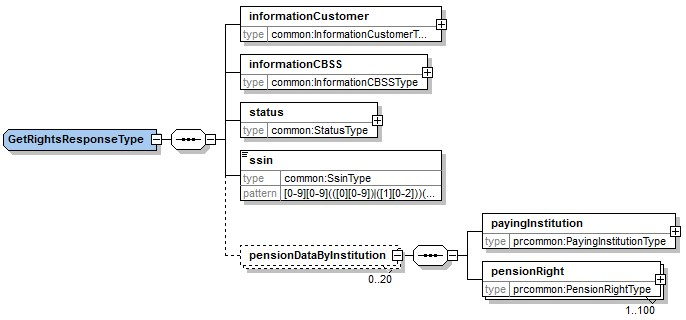 informationCustomer
type common:InformationCustomerT...
informationCBSS
type common:InformationCBSSType
status
type common:StatusType
GetRightsResponseType
ssin
type common:SsinType
pattern [0-9][0-9](([0][0-9])|([1][0-2]))(...
payingInstitution
type prcommon:PayingInstitutionType
pensionDataByInstitution
0..20
pensionRight
type prcommon:PensionRightType
1..100